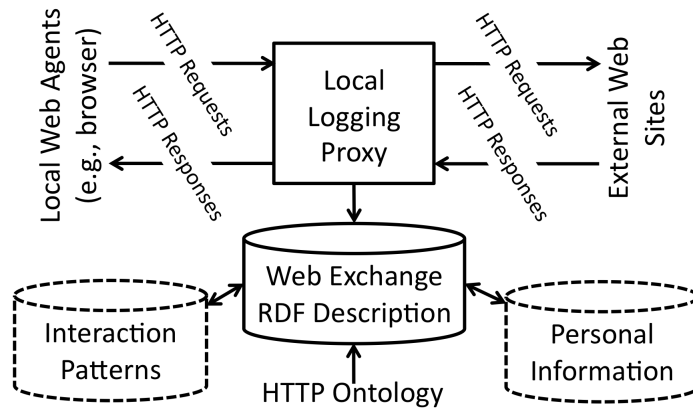 Local Web Agents
(e.g., browser)
HTTP Requests
HTTP Responses
Local
Logging
Proxy
HTTP Requests
HTTP Responses
External Web
Sites
Web Exchange
RDF Description
Interaction
Patterns
Personal
Information
HTTP Ontology